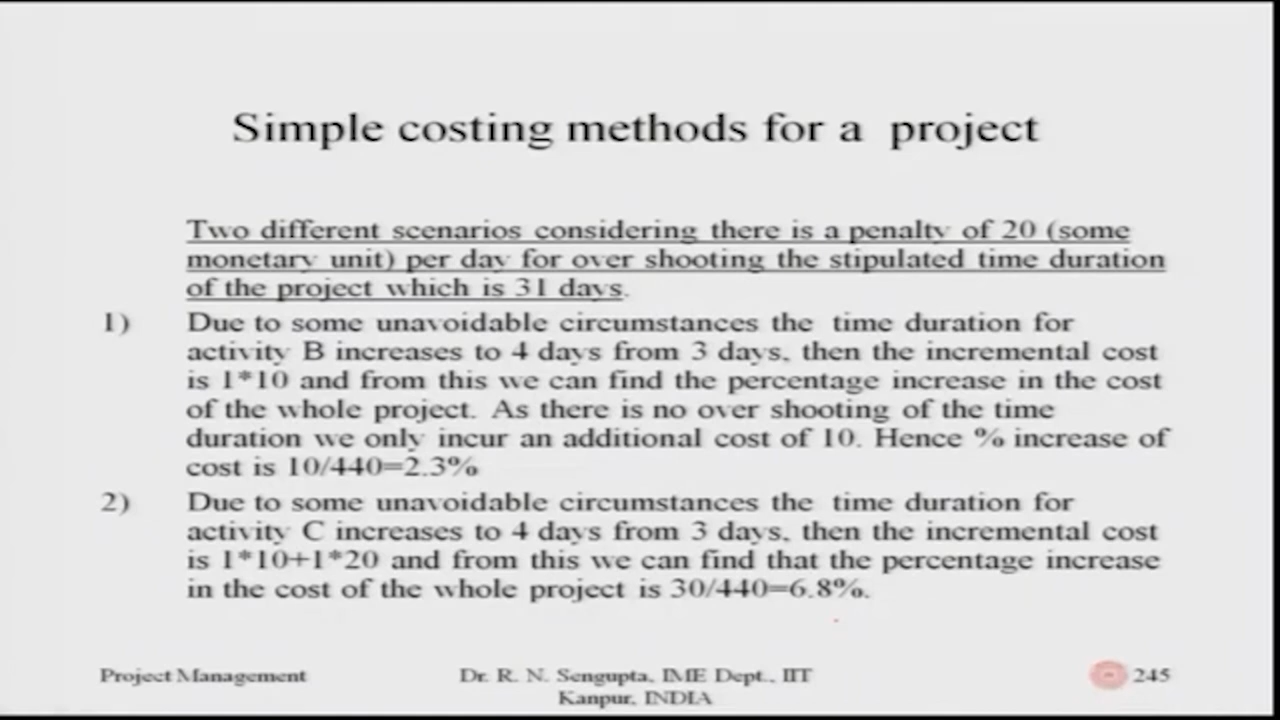 Simple costing methods for a project
Two different scenarios considering there is a penalty of 20 (some
monetary unit) per day for over shooting the stipulated time duration
of the project which is 31 days.
1) Due to some unavoidable circumstances the time duration for
activity B increases to 4 days from 3 days, then the incremental cost
is 1*10 and from this we can find the percentage increase in the cost
of the whole project. As there is no over shooting of the time
duration we only incur an additional cost of 10. Hence % increase of
cost is 10/440=2.3%
2) Due to some unavoidable circumstances the time duration for
activity C increases to 4 days from 3 days, then the incremental cost
is 1*10+1*20 and from this we can find that the percentage increase
in the cost of the whole project is 30/440=6.8%.
Project Management
Dr. R. N. Sengupta, IME Dept., IIT
Kanpur, INDIA
245